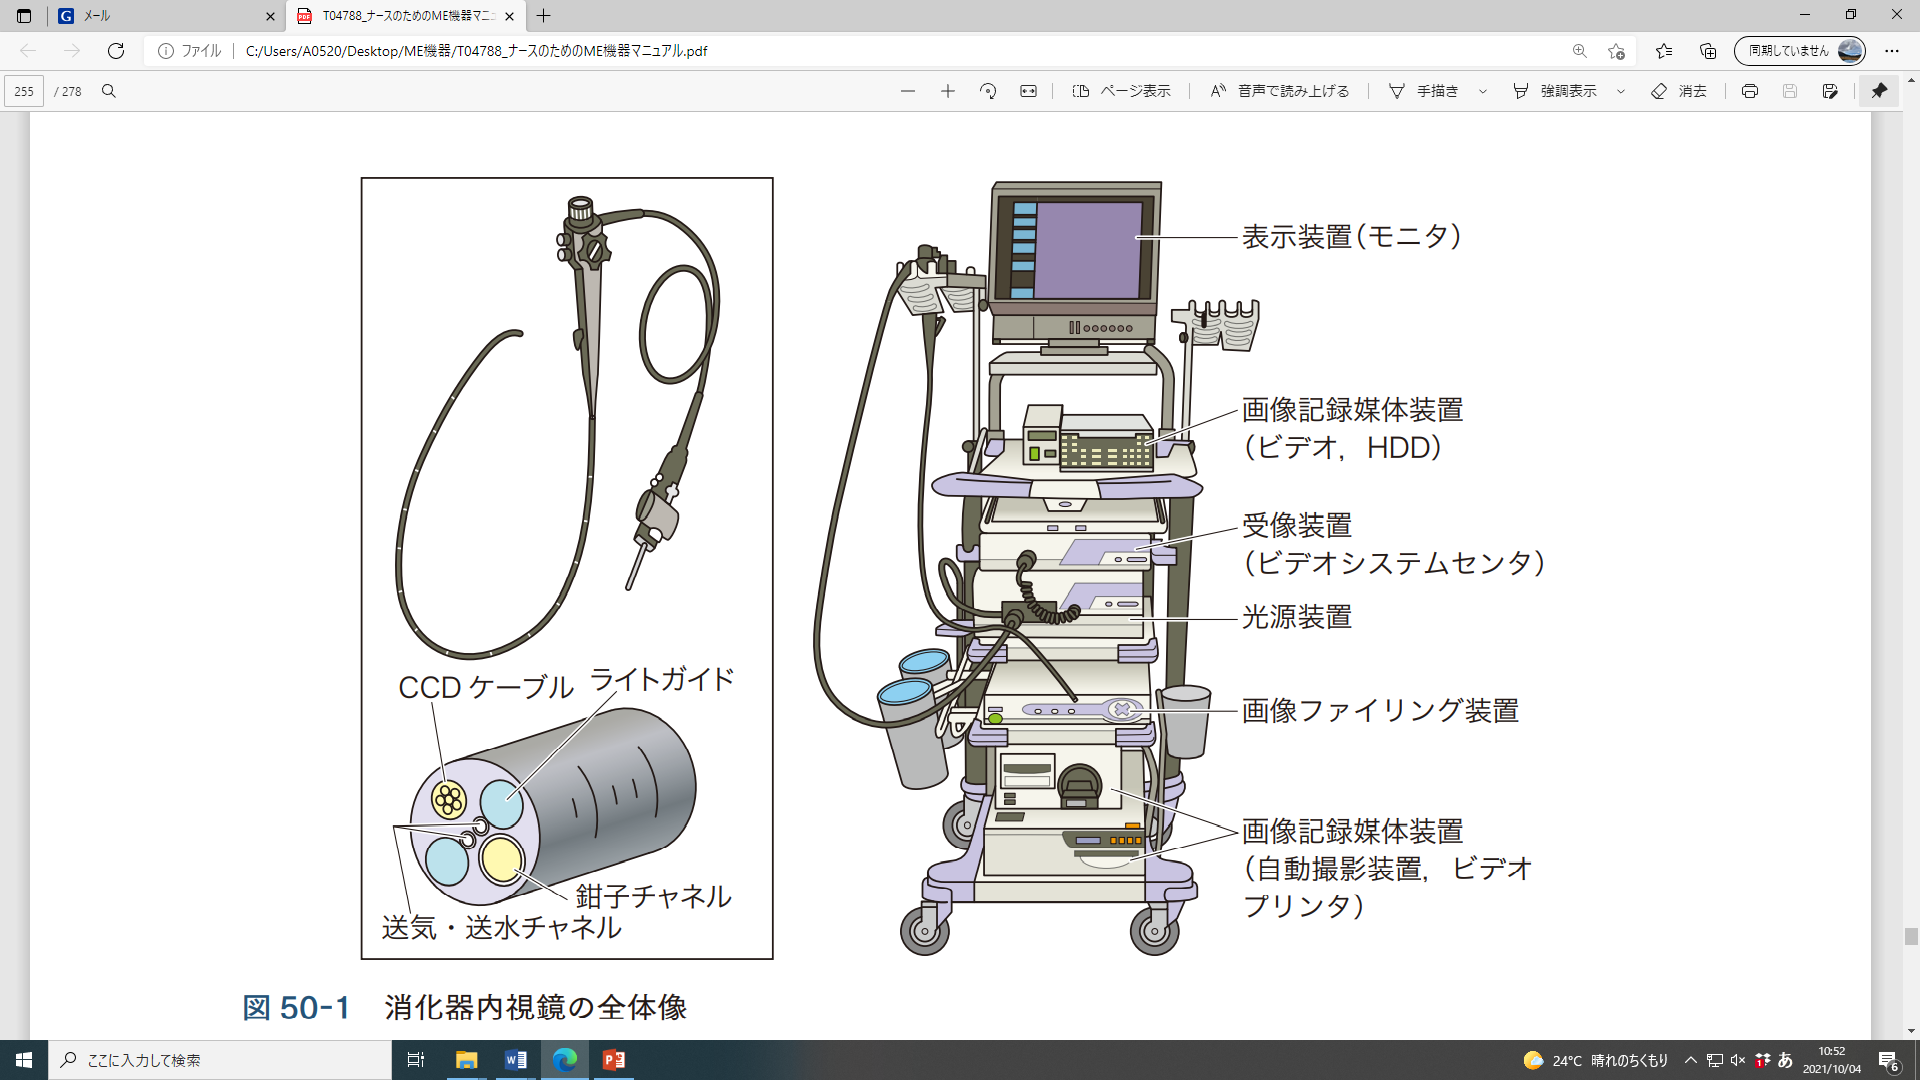 メール
T04788_ナースのためのME機器マニュ
ファイル
C:/Users/A0520/Desktop/ME機器/T04788_ナースのためのME機器マニュアル.pdf
同期していません
255 / 278
ページ表示
音声で読み上げる
手描き
強調表示
消去
表示装置（モニタ）
画像記録媒体装置
（ビデオ，HDD）
受像装置
（ビデオシステムセンタ）
光源装置
画像ファイリング装置
画像記録媒体装置
（自動撮影装置，ビデオ
プリンタ）
CCD ケーブル
ライトガイド
鉗子チャネル
送気・送水チャネル
図 50-1 消化器内視鏡の全体像
ここに入力して検索
24°C 晴れのちくもり
あ
10:52
2021/10/04
6